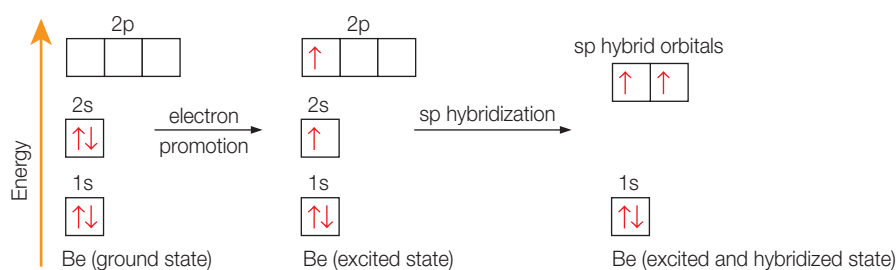 2p
2p
sp hybrid orbitals
2s
electron
promotion
2s
sp hybridization
1s
1s
1s
Energy
Be (ground state)
Be (excited state)
Be (excited and hybridized state)